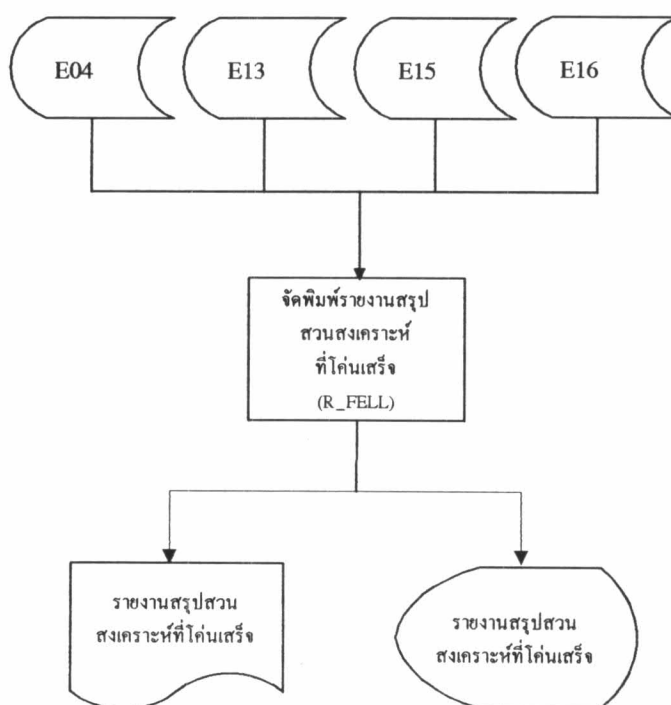 E04 E13 E15 E16
จัดพิมพ์รายงานสรุป
สวนสงเคราะห์
ที่โค่นเสร็จ
(R_FELL)
รายงานสรุปสวน
สงเคราะห์ที่โค่นเสร็จ
รายงานสรุปสวน
สงเคราะห์ที่โค่นเสร็จ